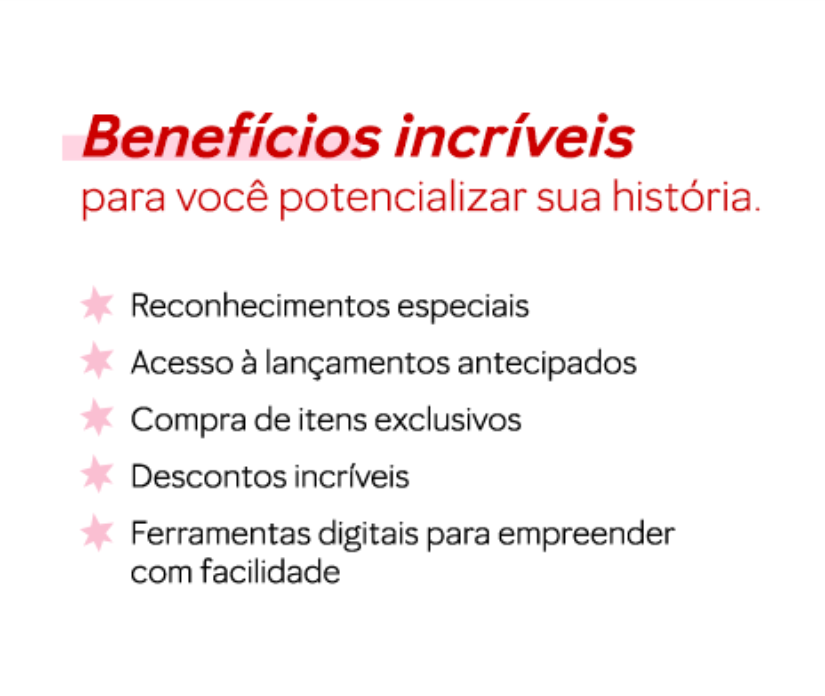 Benefícios incríveis
para você potencializar sua história.
Reconhecimentos especiais
Acesso à lançamentos antecipados
Compra de itens exclusivos
Descontos incríveis
Ferramentas digitais para empreender
com facilidade